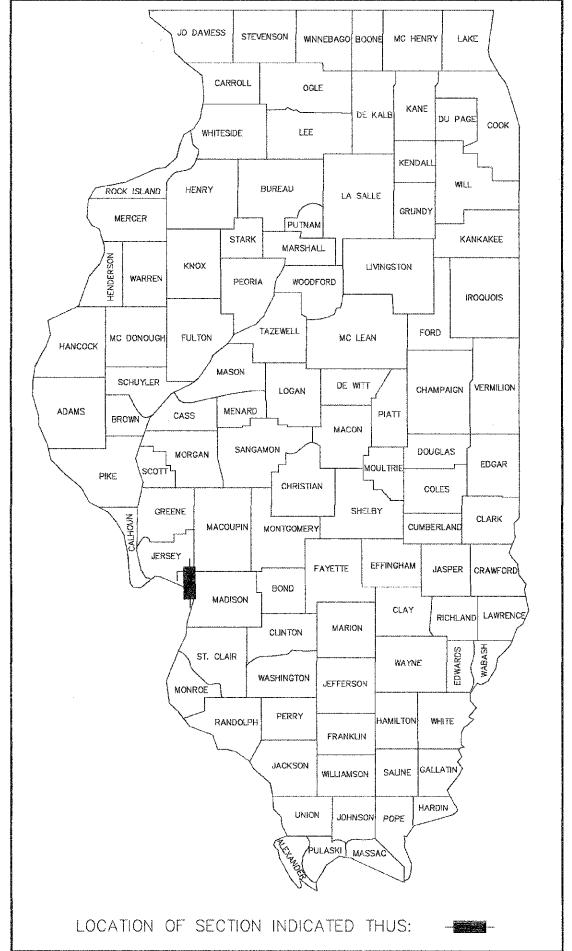 JO DAVIESS STEVENSON WINNEBAGO BOONE MC HENRY LAKE
CARROLL OGLE
DE KALB KANE DU PAGE COOK
WHITESIDE LEE
KENDALL
ROCK ISLAND HENRY BUREAU LA SALLE GRUNDY WILL
MERCER PUTNAM
STARK MARSHALL KANKAKEE
HENDERSON WARREN KNOX PEORIA WOODFORD LIVINGSTON IROQUOIS
HANCOCK MC DONOUGH FULTON TAZEWELL MC LEAN FORD
MASON
SCHUYLER LOGAN DE WITT CHAMPAIGN VERMILION
ADAMS BROWN CASS MENARD MACON PIATT
MORGAN SANGAMON DOUGLAS
PIKE SCOTT CHRISTIAN MOULTRIE COLES EDGAR
CALHOUN GREENE MACOUPIN MONTGOMERY SHELBY CUMBERLAND CLARK
JERSEY FAYETTE EFFINGHAM JASPER CRAWFORD
MADISON BOND
CLAY RICHLAND LAWRENCE
CLINTON MARION
ST. CLAIR WAYNE EDWARDS WABASH
MONROE WASHINGTON JEFFERSON
RANDOLPH PERRY HAMILTON WHITE
FRANKLIN
JACKSON WILLIAMSON SALINE GALLATIN
UNION JOHNSON POPE HARDIN
ALEXANDER PULASKI MASSAC
LOCATION OF SECTION INDICATED THUS: